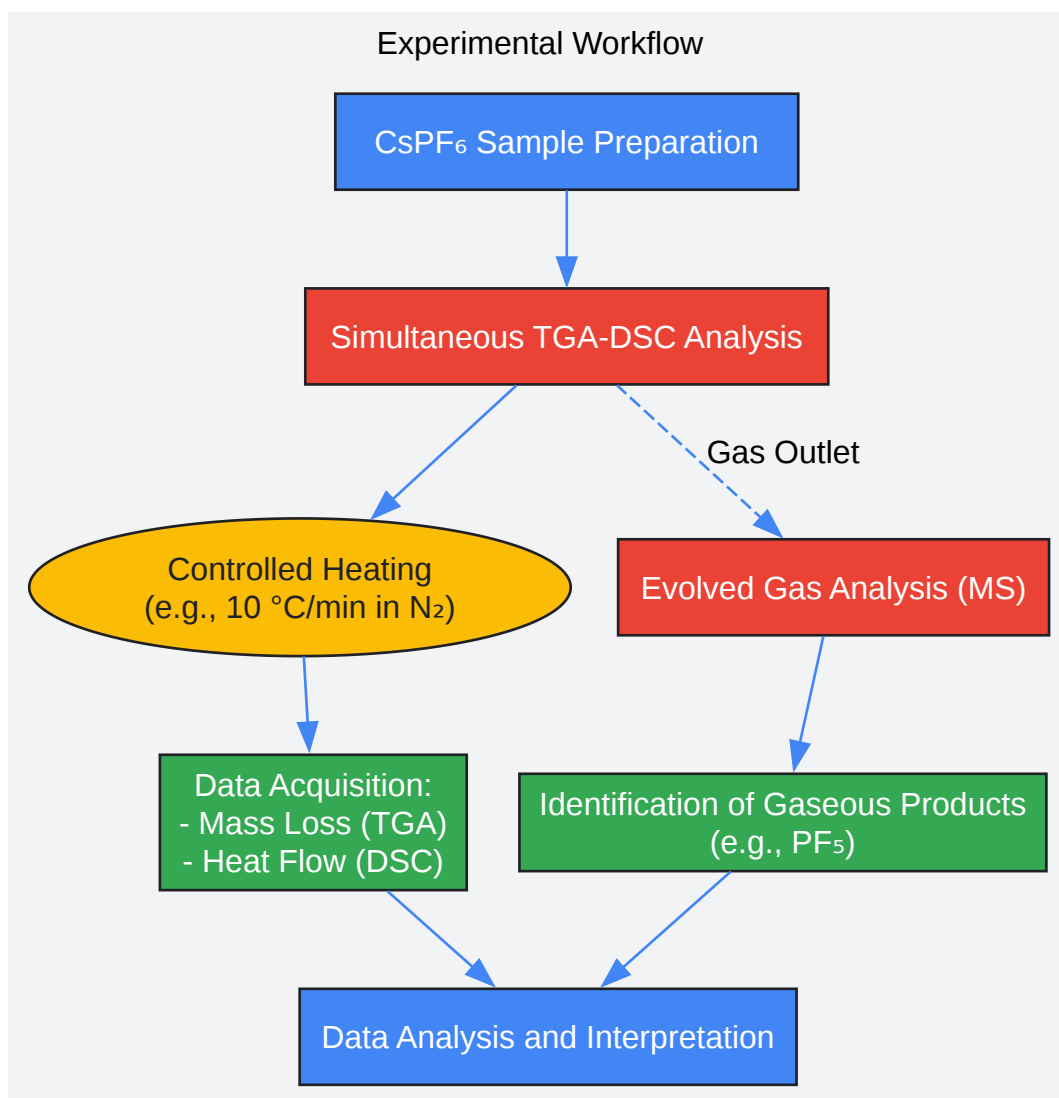 Experimental Workflow
CsPF₆ Sample Preparation
Simultaneous TGA-DSC Analysis
Gas Outlet
Controlled Heating
(e.g., 10 °C/min in N₂)
Evolved Gas Analysis (MS)
Data Acquisition:
- Mass Loss (TGA)
- Heat Flow (DSC)
Identification of Gaseous Products
(e.g., PF₅)
Data Analysis and Interpretation